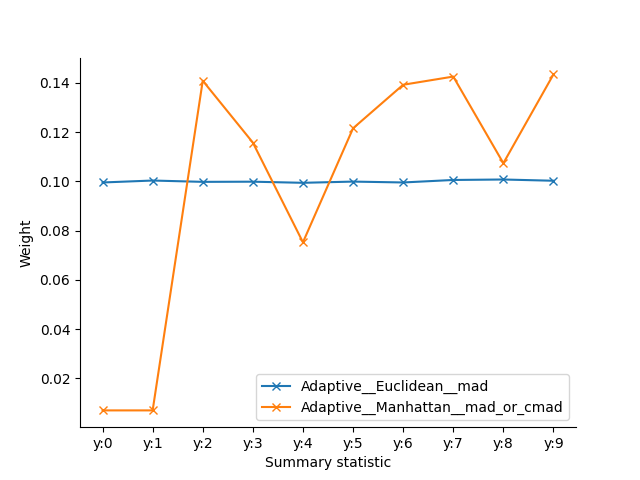 0.14
0.12
0.10
0.08
0.06
0.04
0.02
Weight
Adaptive__Euclidean__mad
Adaptive__Manhattan__mad_or_cmad
y:0 y:1 y:2 y:3 y:4 y:5 y:6 y:7 y:8 y:9
Summary statistic